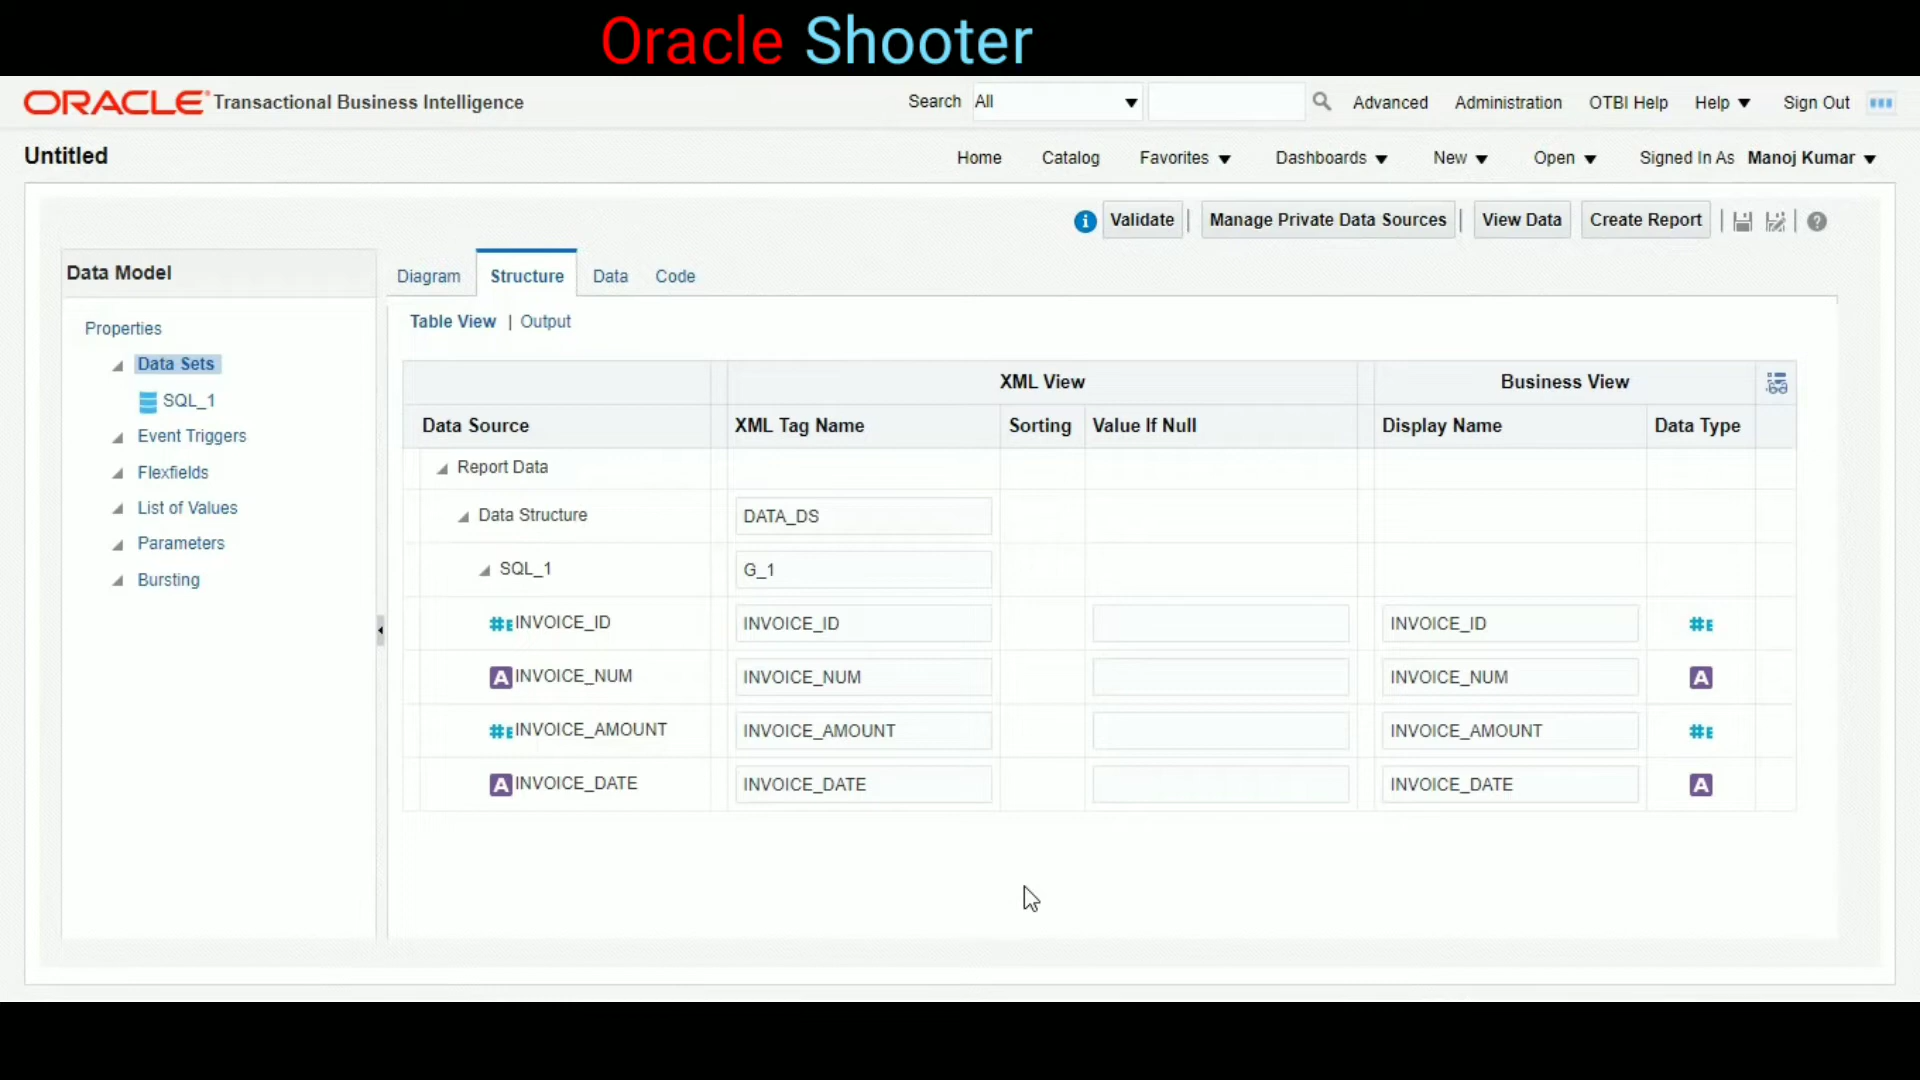 Oracle Shooter
ORACLE Transactional Business Intelligence
Search All Advanced Administration OTBI Help Help Sign Out
Untitled
Home Catalog Favorites Dashboards New Open Signed In As Manoj Kumar
Validate | Manage Private Data Sources | View Data Create Report
Data Model
Properties
Data Sets
SQL_1
Event Triggers
Flexfields
List of Values
Parameters
Bursting
Diagram Structure Data Code
Table View | Output
XML View Business View
Data Source XML Tag Name Sorting Value If Null Display Name Data Type
Report Data
Data Structure DATA_DS
SQL_1 G_1
#E INVOICE_ID INVOICE_ID INVOICE_ID #E
A INVOICE_NUM INVOICE_NUM INVOICE_NUM A
#E INVOICE_AMOUNT INVOICE_AMOUNT INVOICE_AMOUNT #E
A INVOICE_DATE INVOICE_DATE INVOICE_DATE A